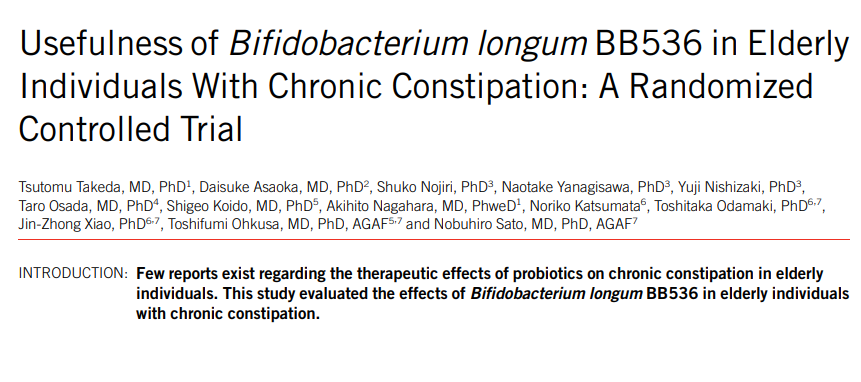 Usefulness of Bifidobacterium longum BB536 in Elderly
Individuals With Chronic Constipation: A Randomized
Controlled Trial
Tsutomu Takeda, MD, PhD¹, Daisuke Asaoka, MD, PhD², Shuko Nojiri, PhD³, Naotake Yanagisawa, PhD³, Yuji Nishizaki, PhD³,
Taro Osada, MD, PhD⁴, Shigeo Koido, MD, PhD⁵, Akihito Nagahara, MD, PhweD¹, Noriko Katsumata⁶, Toshitaka Odamaki, PhD⁶,⁷,
Jin-Zhong Xiao, PhD⁶,⁷, Toshifumi Ohkusa, MD, PhD, AGAF⁵,⁷ and Nobuhiro Sato, MD, PhD, AGAF⁷
INTRODUCTION: Few reports exist regarding the therapeutic effects of probiotics on chronic constipation in elderly
individuals. This study evaluated the effects of Bifidobacterium longum BB536 in elderly individuals
with chronic constipation.